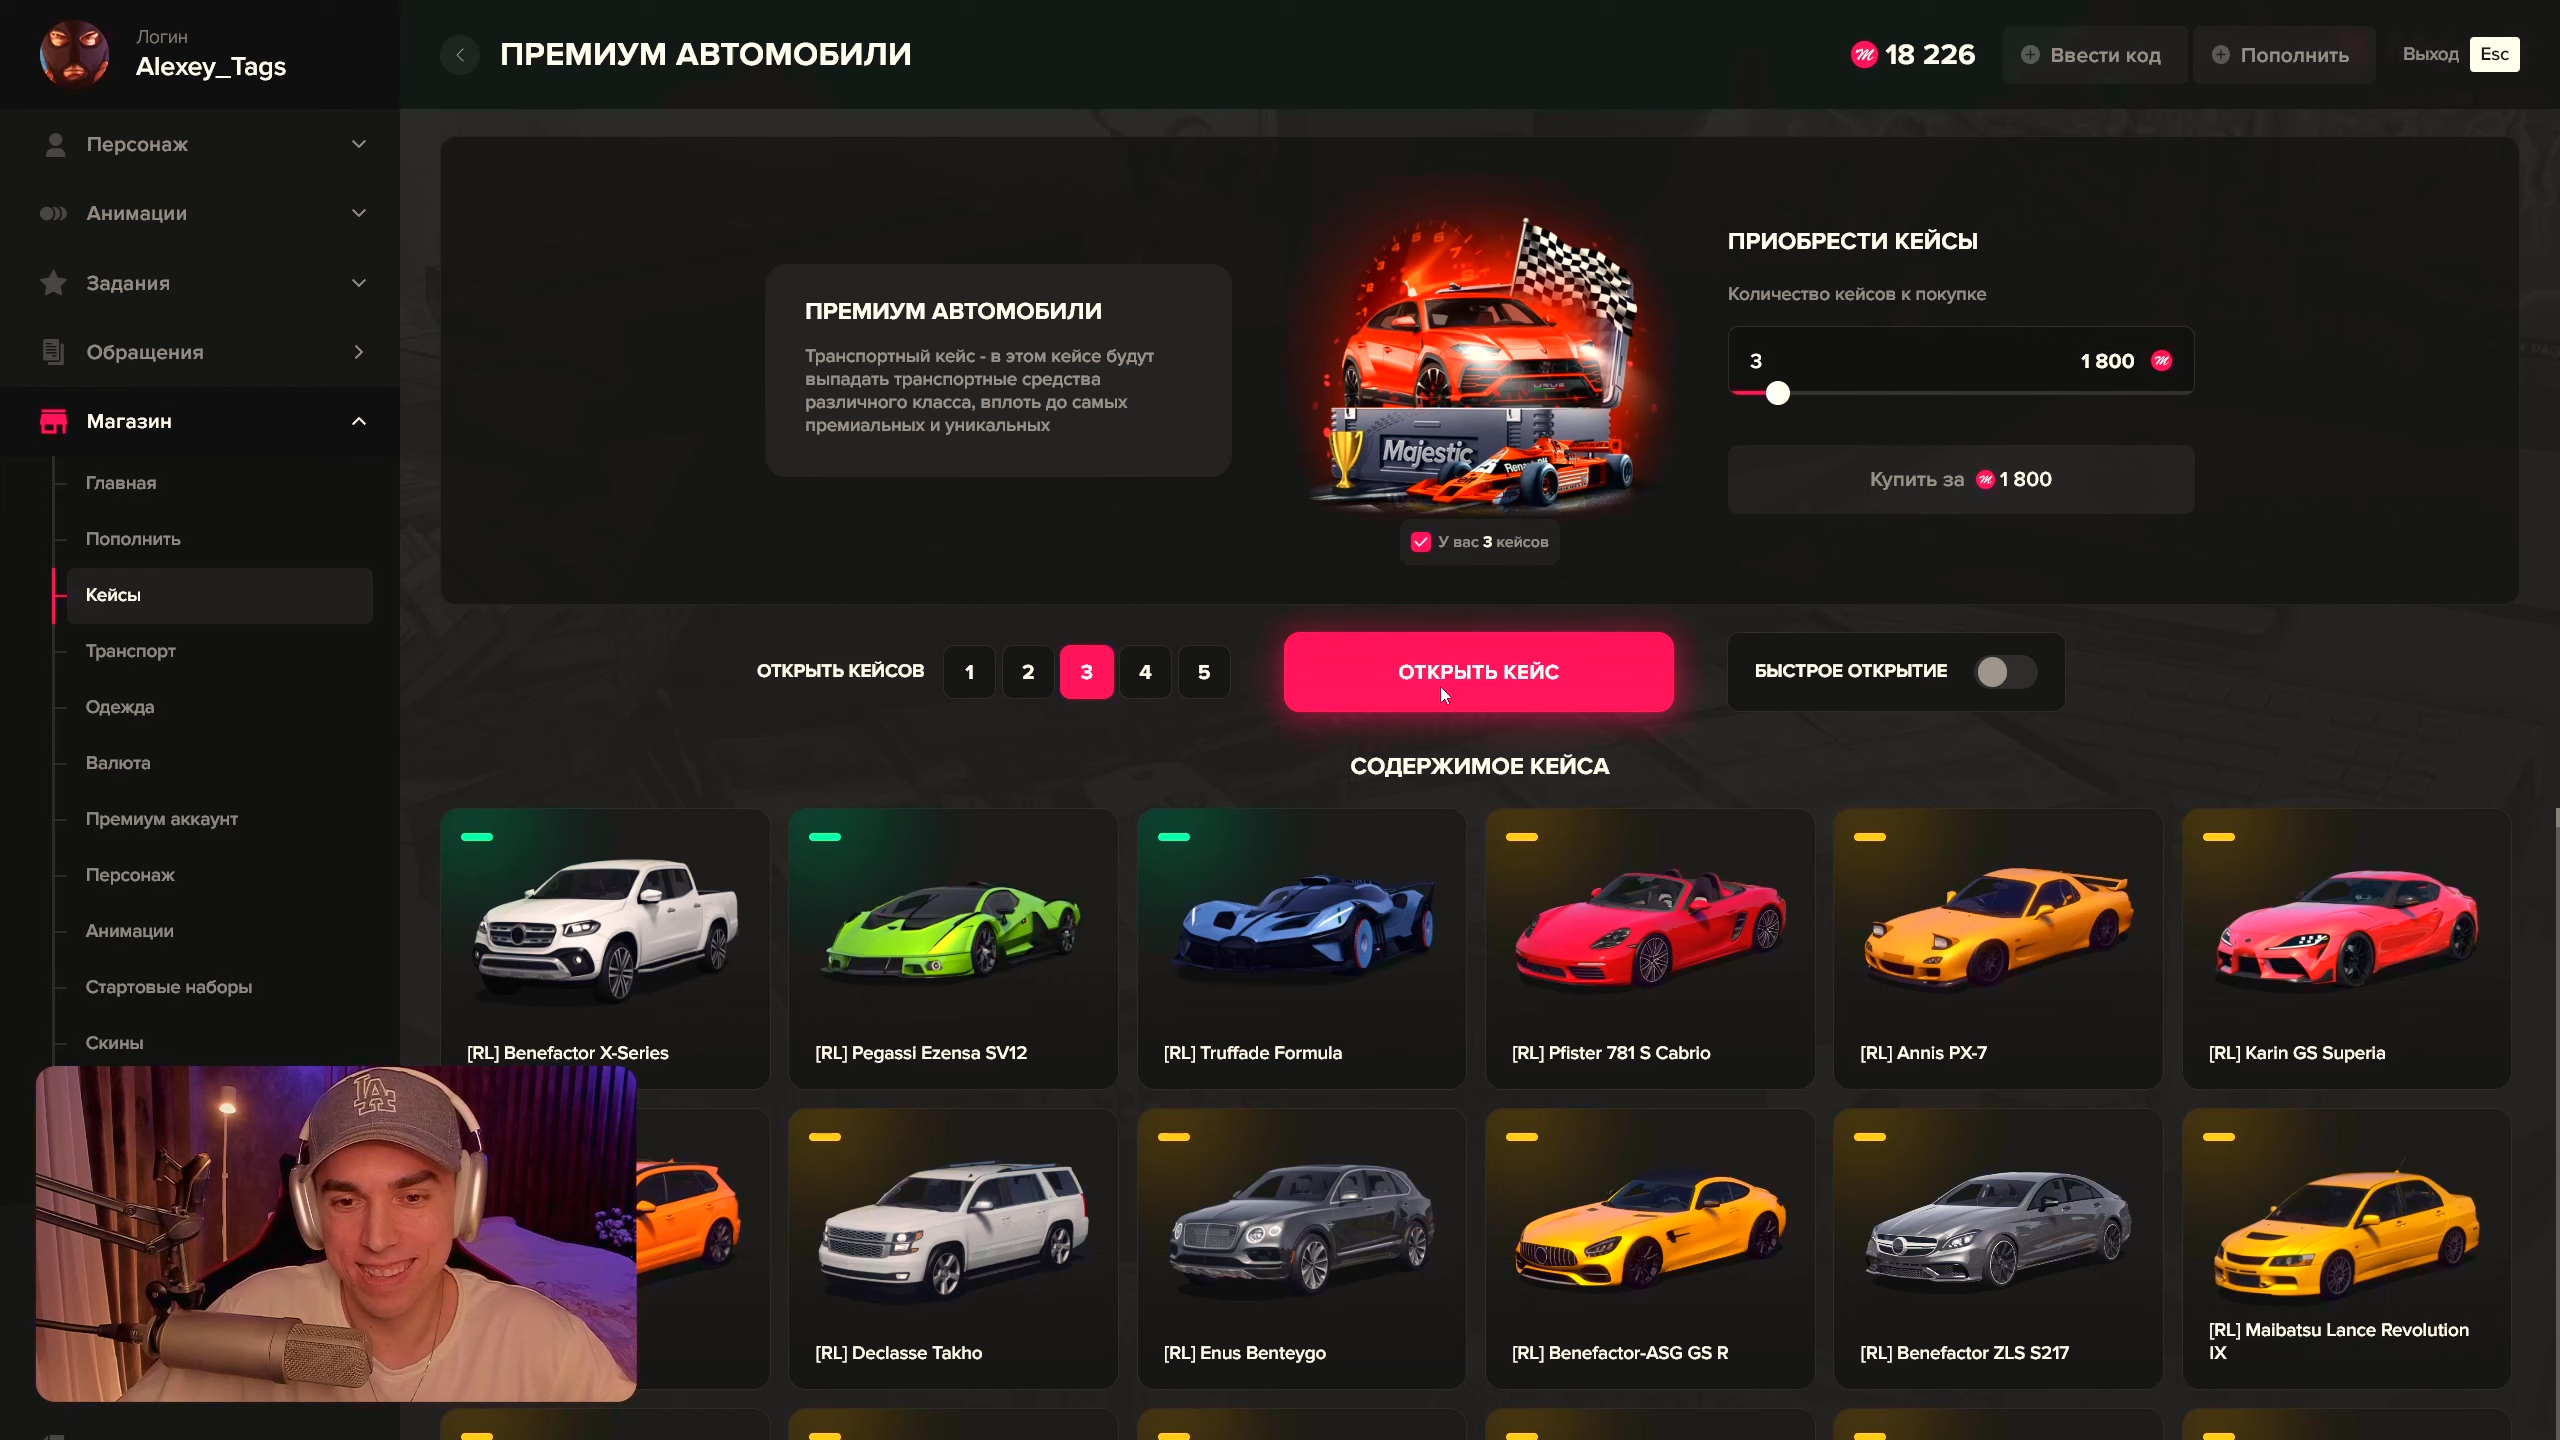 Логин
Alexey_Tags
ПРЕМИУМ АВТОМОБИЛИ
18 226
Ввести код
Пополнить
Выход
Esc
Персонаж
Анимации
Задания
Обращения
Магазин
Главная
Пополнить
Кейсы
Транспорт
Одежда
Валюта
Премиум аккаунт
Персонаж
Анимации
Стартовые наборы
Скины
ПРЕМИУМ АВТОМОБИЛИ
Транспортный кейс - в этом кейсе будут
выпадать транспортные средства
различного класса, вплоть до самых
премиальных и уникальных
Majestic
У вас 3 кейсов
ПРИОБРЕСТИ КЕЙСЫ
Количество кейсов к покупке
3
1 800
Купить за 1 800
ОТКРЫТЬ КЕЙСОВ
1
2
3
4
5
ОТКРЫТЬ КЕЙС
БЫСТРОЕ ОТКРЫТИЕ
СОДЕРЖИМОЕ КЕЙСА
[RL] Benefactor X-Series
[RL] Pegassi Ezensa SV12
[RL] Truffade Formula
[RL] Pfister 781 S Cabrio
[RL] Annis PX-7
[RL] Karin GS Superia
[RL] Declasse Takho
[RL] Enus Benteygo
[RL] Benefactor-ASG GS R
[RL] Benefactor ZLS S217
[RL] Maibatsu Lance Revolution
IX
LA